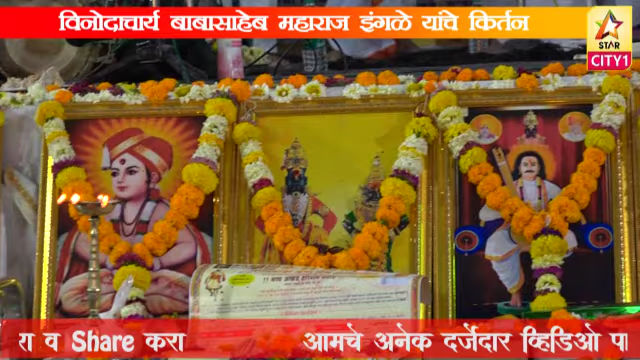 विनोदाचार्य बाबासाहेब महाराज इंगळे यांचे किर्तन
STAR
CITY1
रा व Share करा आमचे अनेक दर्जेदार व्हिडिओ पा